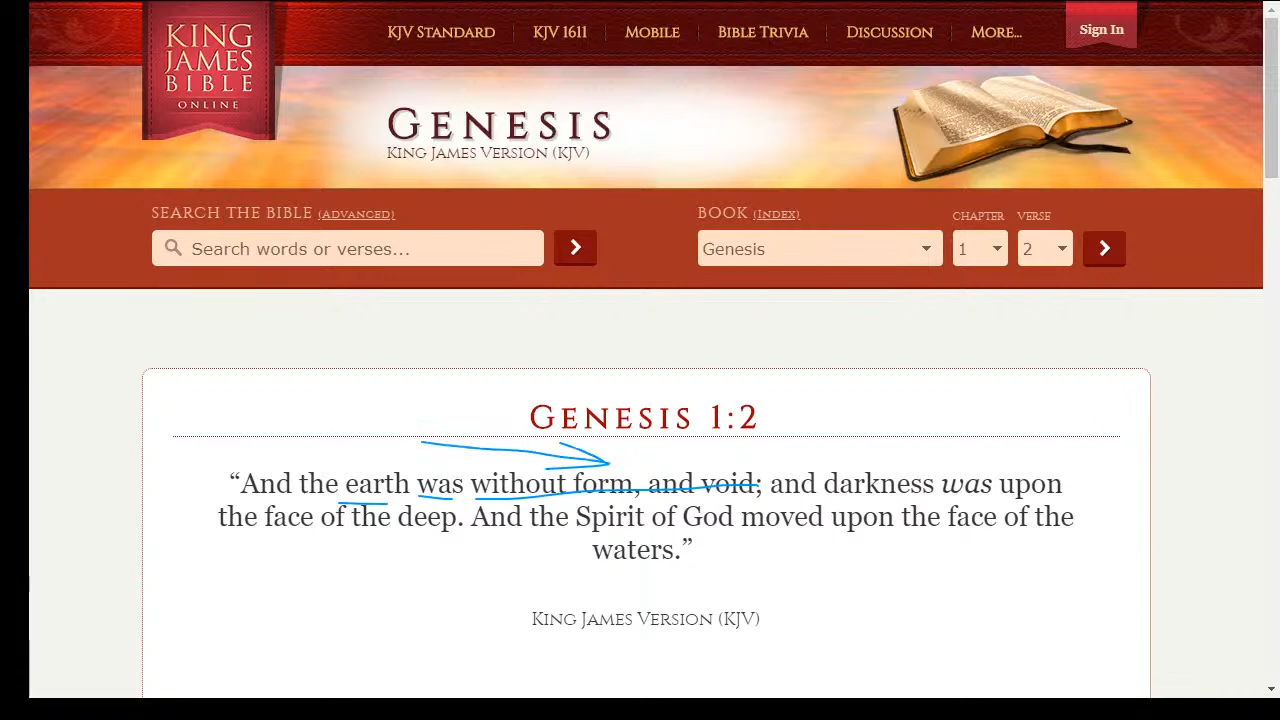 KING
JAMES
BIBLE
ONLINE
KJV STANDARD
KJV 1611
MOBILE
BIBLE TRIVIA
DISCUSSION
MORE...
Sign In
GENESIS
KING JAMES VERSION (KJV)
SEARCH THE BIBLE (ADVANCED)
Search words or verses...
BOOK (INDEX)
CHAPTER
VERSE
Genesis
1
2
GENESIS 1:2
“And the earth was without form, and void; and darkness was upon
the face of the deep. And the Spirit of God moved upon the face of the
waters.”
KING JAMES VERSION (KJV)